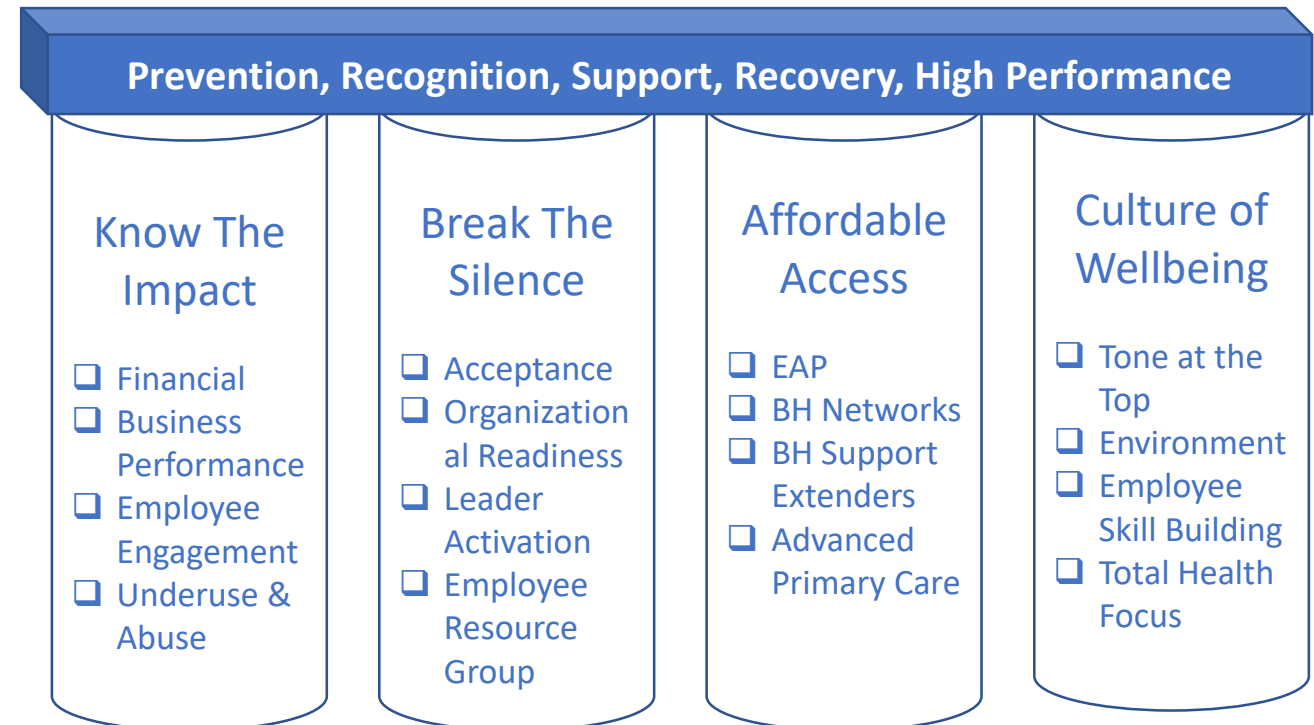 Prevention, Recognition, Support, Recovery, High Performance
Know The
Impact
❑ Financial
❑ Business
Performance
❑ Employee
Engagement
❑ Underuse &
Abuse
Break The
Silence
❑ Acceptance
❑ Organization
al Readiness
❑ Leader
Activation
❑ Employee
Resource
Group
Affordable
Access
❑ EAP
❑ BH Networks
❑ BH Support
Extenders
❑ Advanced
Primary Care
Culture of
Wellbeing
❑ Tone at the
Top
❑ Environment
❑ Employee
Skill Building
❑ Total Health
Focus